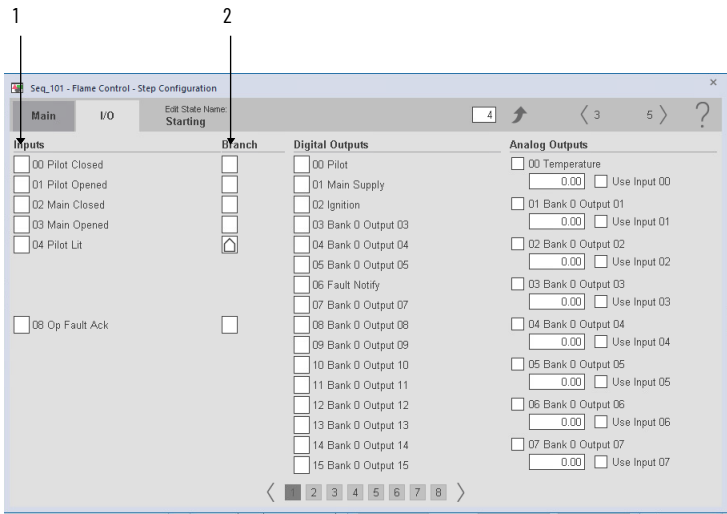 1
2
Seq_101 - Flame Control - Step Configuration
×
Main
I/O
Edit State Name:
Starting
4
3
5
?
Inputs
Branch
Digital Outputs
Analog Outputs
00 Pilot Closed
01 Pilot Opened
02 Main Closed
03 Main Opened
04 Pilot Lit
08 Op Fault Ack
00 Pilot
01 Main Supply
02 Ignition
03 Bank 0 Output 03
04 Bank 0 Output 04
05 Bank 0 Output 05
06 Fault Notify
07 Bank 0 Output 07
08 Bank 0 Output 08
09 Bank 0 Output 09
10 Bank 0 Output 10
11 Bank 0 Output 11
12 Bank 0 Output 12
13 Bank 0 Output 13
14 Bank 0 Output 14
15 Bank 0 Output 15
00 Temperature
0.00 Use Input 00
01 Bank 0 Output 01
0.00 Use Input 01
02 Bank 0 Output 02
0.00 Use Input 02
03 Bank 0 Output 03
0.00 Use Input 03
04 Bank 0 Output 04
0.00 Use Input 04
05 Bank 0 Output 05
0.00 Use Input 05
06 Bank 0 Output 06
0.00 Use Input 06
07 Bank 0 Output 07
0.00 Use Input 07
1 2 3 4 5 6 7 8